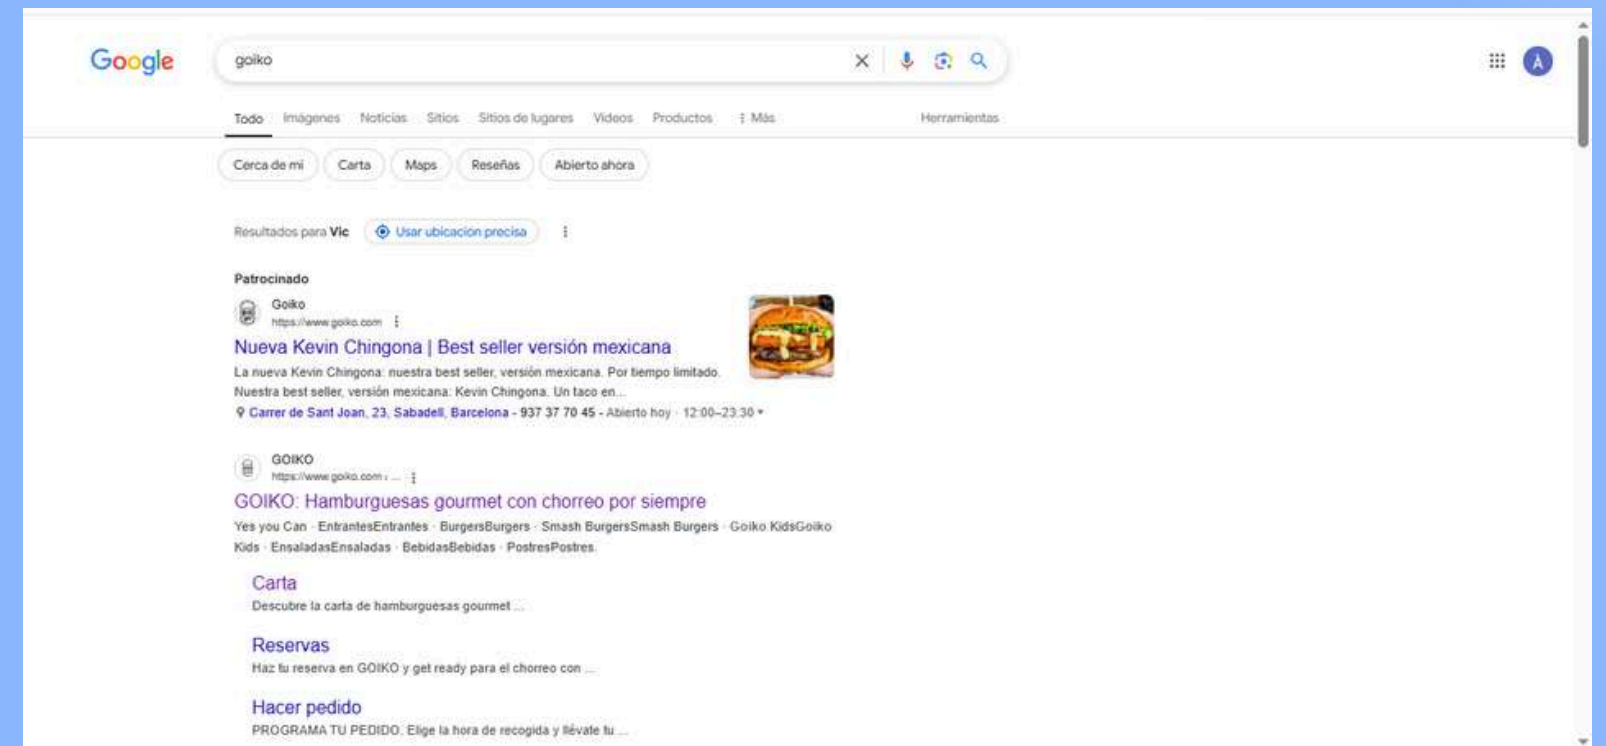 Google
goiko
À
Todo Imágenes Noticias Sitios Sitios de lugares Vídeos Productos Más Herramientas
Cerca de mí Carta Maps Reseñas Abierto ahora
Resultados para Vic Usar ubicación precisa
Patrocinado
Goiko
https://www.goiko.com
Nueva Kevin Chingona | Best seller versión mexicana
La nueva Kevin Chingona: nuestra best seller, versión mexicana. Por tiempo limitado.
Nuestra best seller, versión mexicana: Kevin Chingona. Un taco en...
Carrer de Sant Joan, 23, Sabadell, Barcelona - 937 37 70 45 - Abierto hoy · 12:00–23:30
GOIKO
https://www.goiko.com › ...
GOIKO: Hamburguesas gourmet con chorreo por siempre
Yes you Can · EntrantesEntrantes · BurgersBurgers · Smash BurgersSmash Burgers · Goiko KidsGoiko
Kids · EnsaladasEnsaladas · BebidasBebidas · PostresPostres.
Carta
Descubre la carta de hamburguesas gourmet ...
Reservas
Haz tu reserva en GOIKO y get ready para el chorreo con ...
Hacer pedido
PROGRAMA TU PEDIDO. Elige la hora de recogida y llévate tu ...